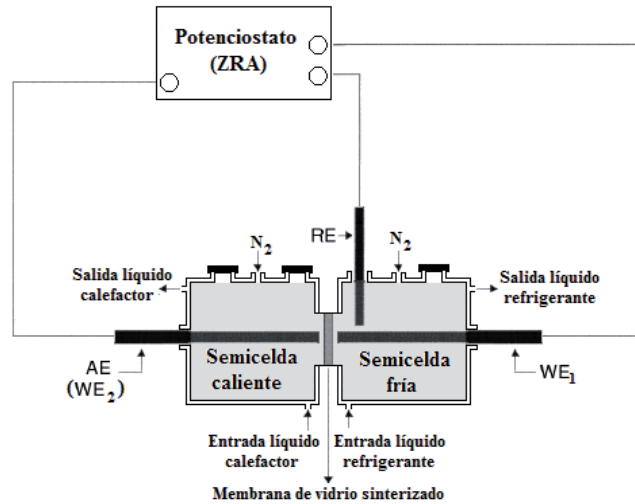 Potenciostato
(ZRA)
RE
N2
N2
Salida líquido
calefactor
Salida líquido
refrigerante
Semicelda
caliente
Semicelda
fría
AE
(WE2)
WE1
Entrada líquido
calefactor
Entrada líquido
refrigerante
Membrana de vidrio sinterizado